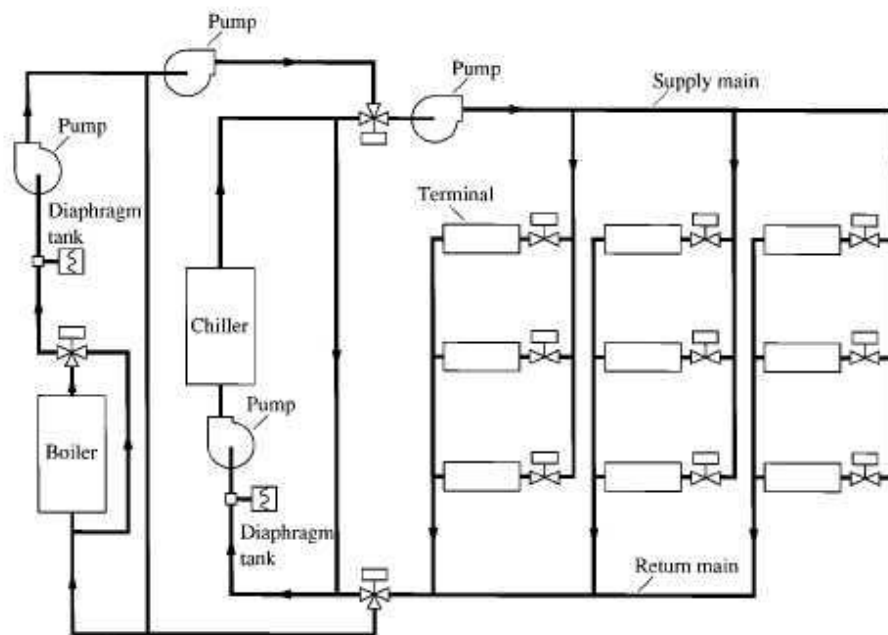 Pump
Pump
Supply main
Pump
Terminal
Diaphragm
tank
Chiller
Pump
Boiler
Diaphragm
tank
Return main